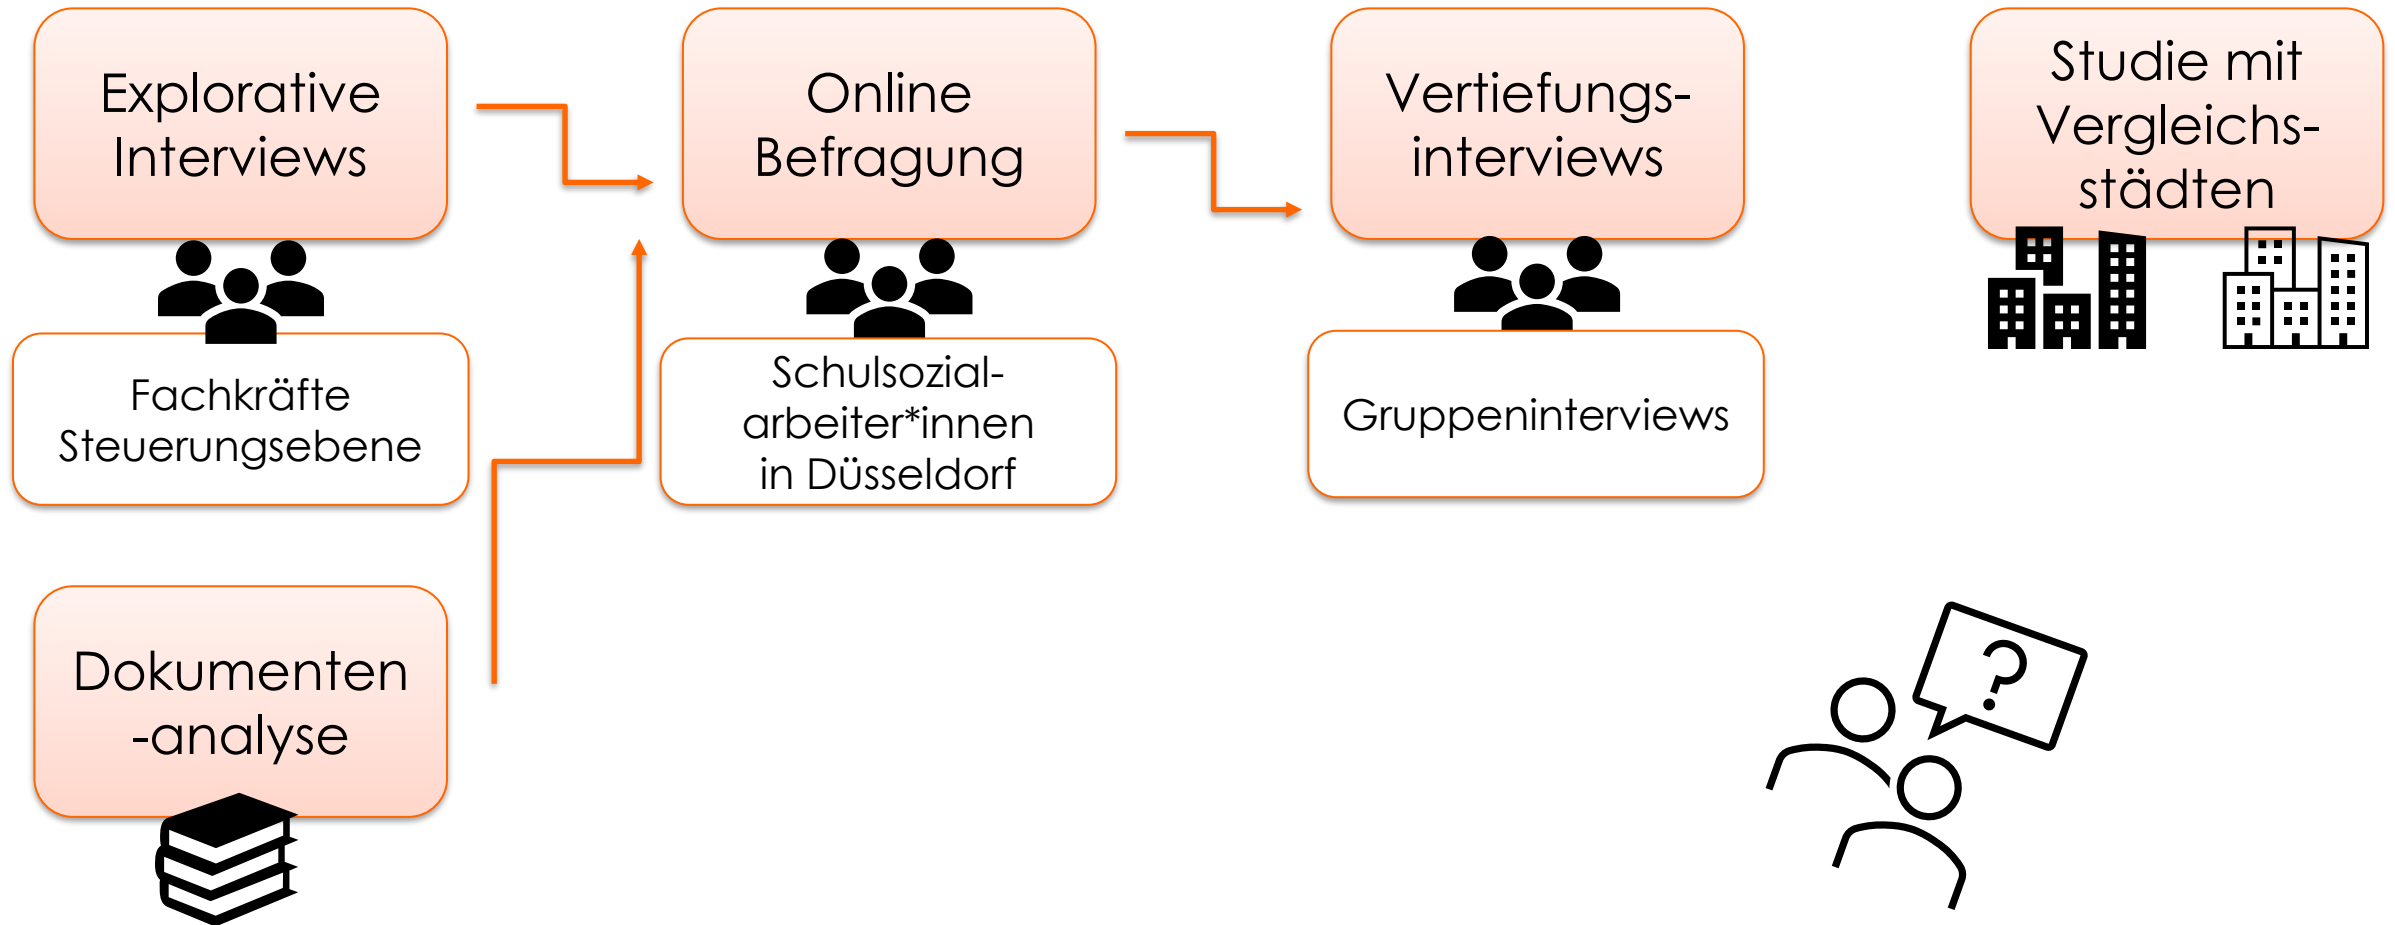 Explorative
Interviews
Fachkräfte
Steuerungsebene
Dokumenten
-analyse
Online
Befragung
Schulsozial-
arbeiter*innen
in Düsseldorf
Vertiefungs-
interviews
Gruppeninterviews
Studie mit
Vergleichs-
städten
?